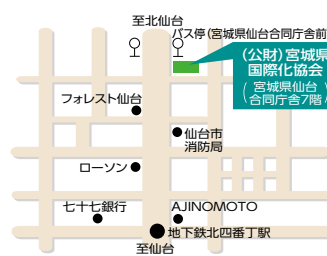 至北仙台
バス停(宮城県仙台合同庁舎前
(公財)宮城県
国際化協会
(宮城県仙台
合同庁舎7階)
フォレスト仙台
仙台市
消防局
ローソン
七十七銀行
AJINOMOTO
地下鉄北四番丁駅
至仙台